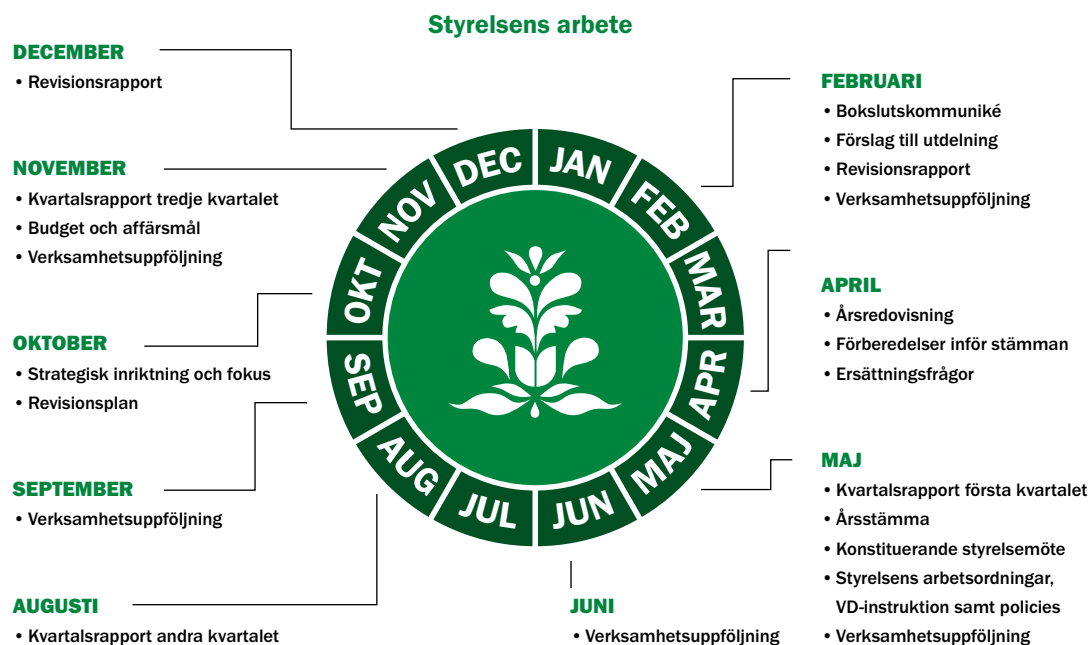 Styrelsens arbete
DECEMBER
• Revisionsrapport
NOVEMBER
• Kvartalsrapport tredje kvartalet
• Budget och affärsmål
• Verksamhetsuppföljning
OKTOBER
• Strategisk inriktning och fokus
• Revisionsplan
SEPTEMBER
• Verksamhetsuppföljning
AUGUSTI
• Kvartalsrapport andra kvartalet
JAN
FEB
MAR
APR
MAJ
JUN
JUL
AUG
SEP
OKT
NOV
DEC
FEBRUARI
• Bokslutskommuniké
• Förslag till utdelning
• Revisionsrapport
• Verksamhetsuppföljning
APRIL
• Årsredovisning
• Förberedelser inför stämman
• Ersättningsfrågor
MAJ
• Kvartalsrapport första kvartalet
• Årsstämma
• Konstituerande styrelsemöte
• Styrelsens arbetsordningar,
VD-instruktion samt policies
• Verksamhetsuppföljning
JUNI
• Verksamhetsuppföljning